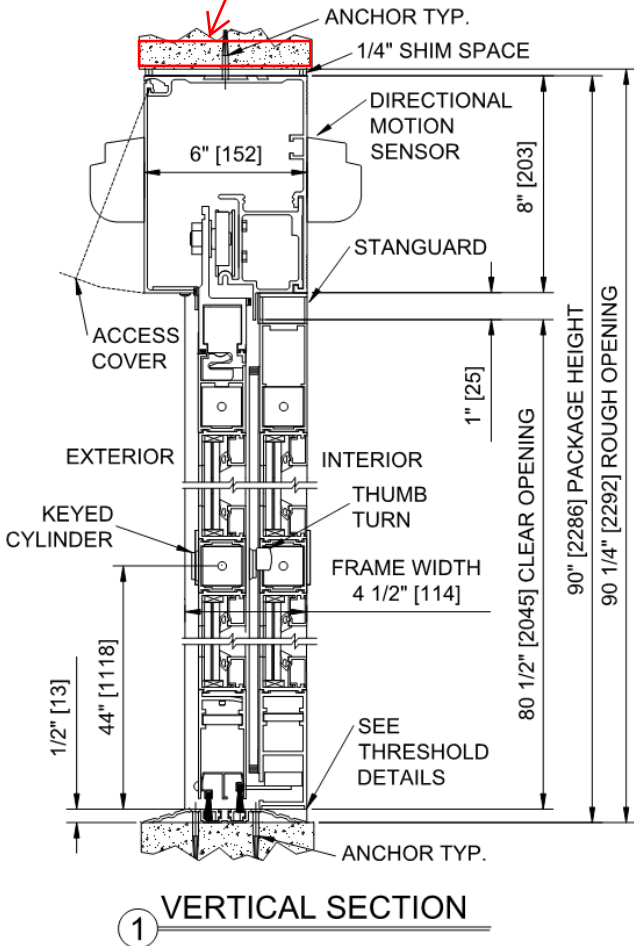 ANCHOR TYP.
1/4" SHIM SPACE
DIRECTIONAL
MOTION
SENSOR
6" [152]
8" [203]
STANGUARD
ACCESS
COVER
1" [25]
EXTERIOR
INTERIOR
THUMB
TURN
KEYED
CYLINDER
FRAME WIDTH
4 1/2" [114]
80 1/2" [2045] CLEAR OPENING
90" [2286] PACKAGE HEIGHT
90 1/4" [2292] ROUGH OPENING
44" [1118]
1/2" [13]
SEE
THRESHOLD
DETAILS
ANCHOR TYP.
1 VERTICAL SECTION